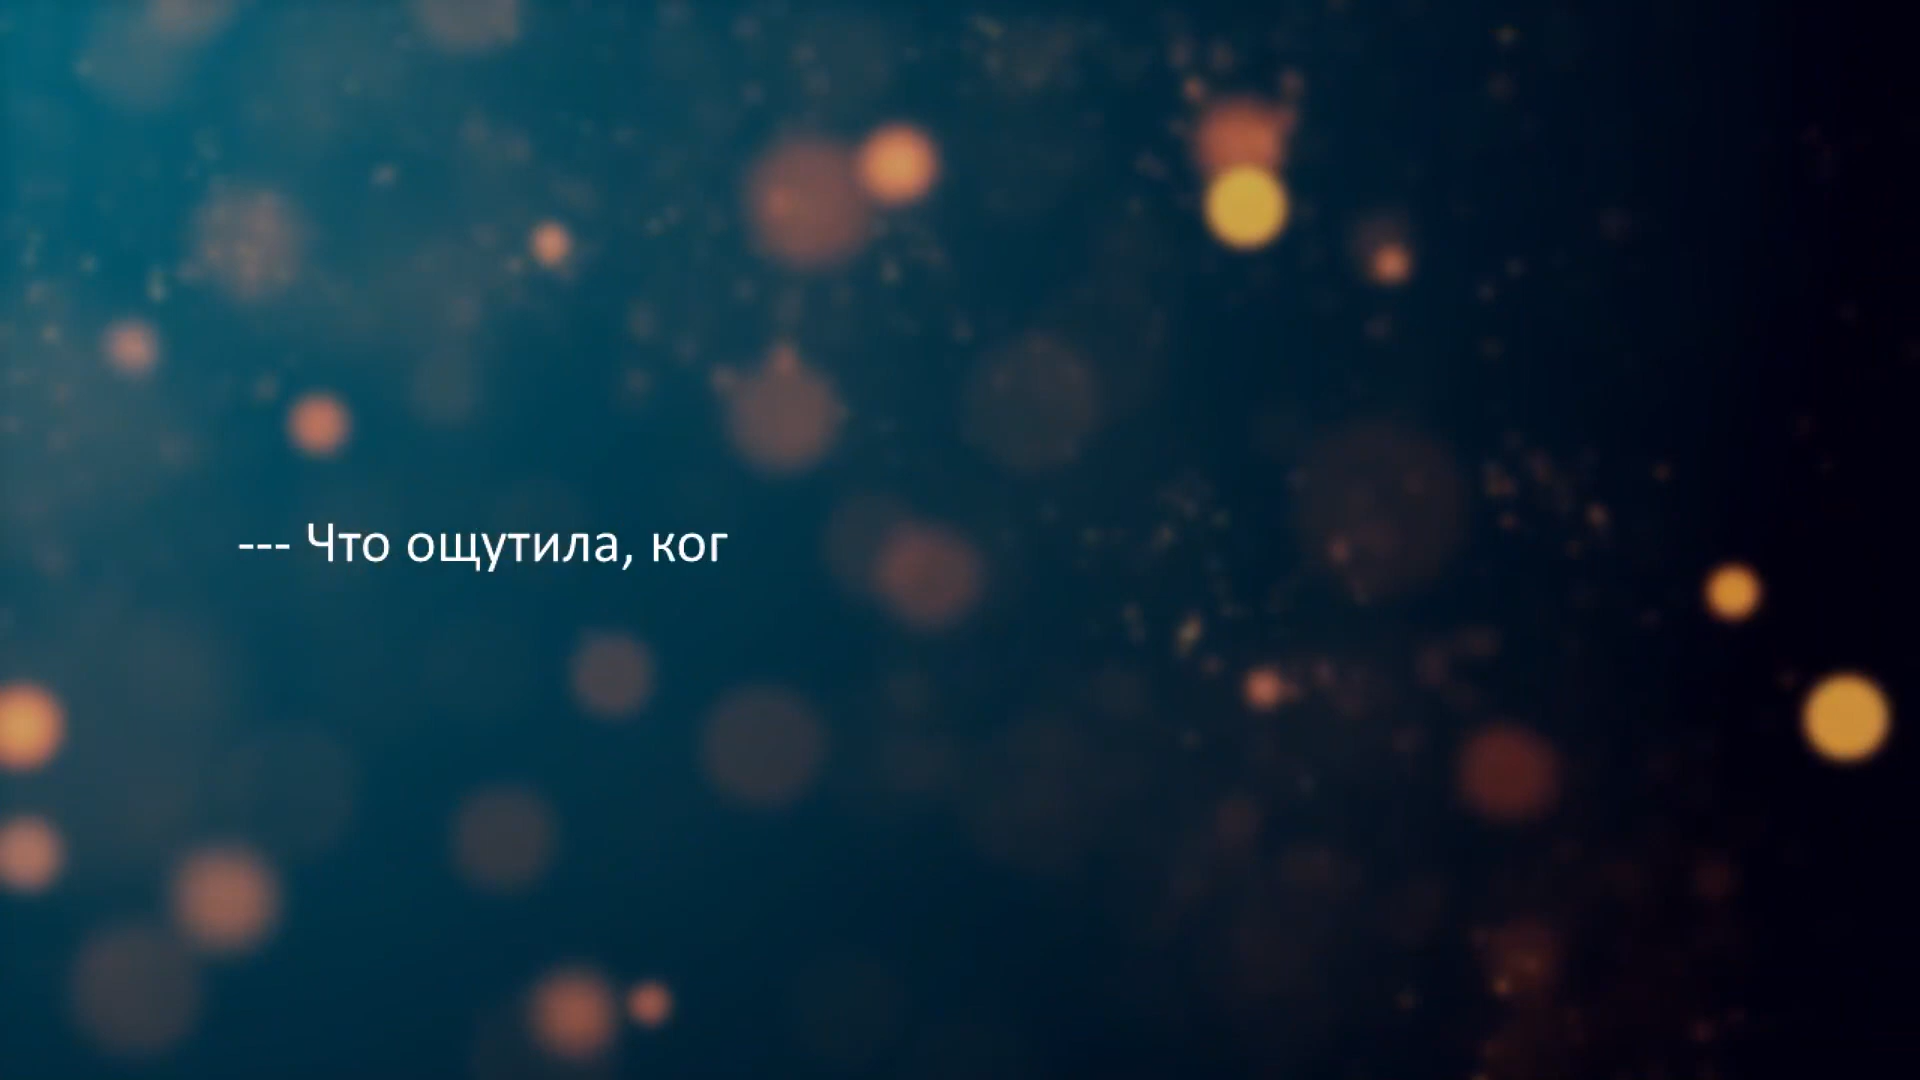 --- Что ощутила, ког